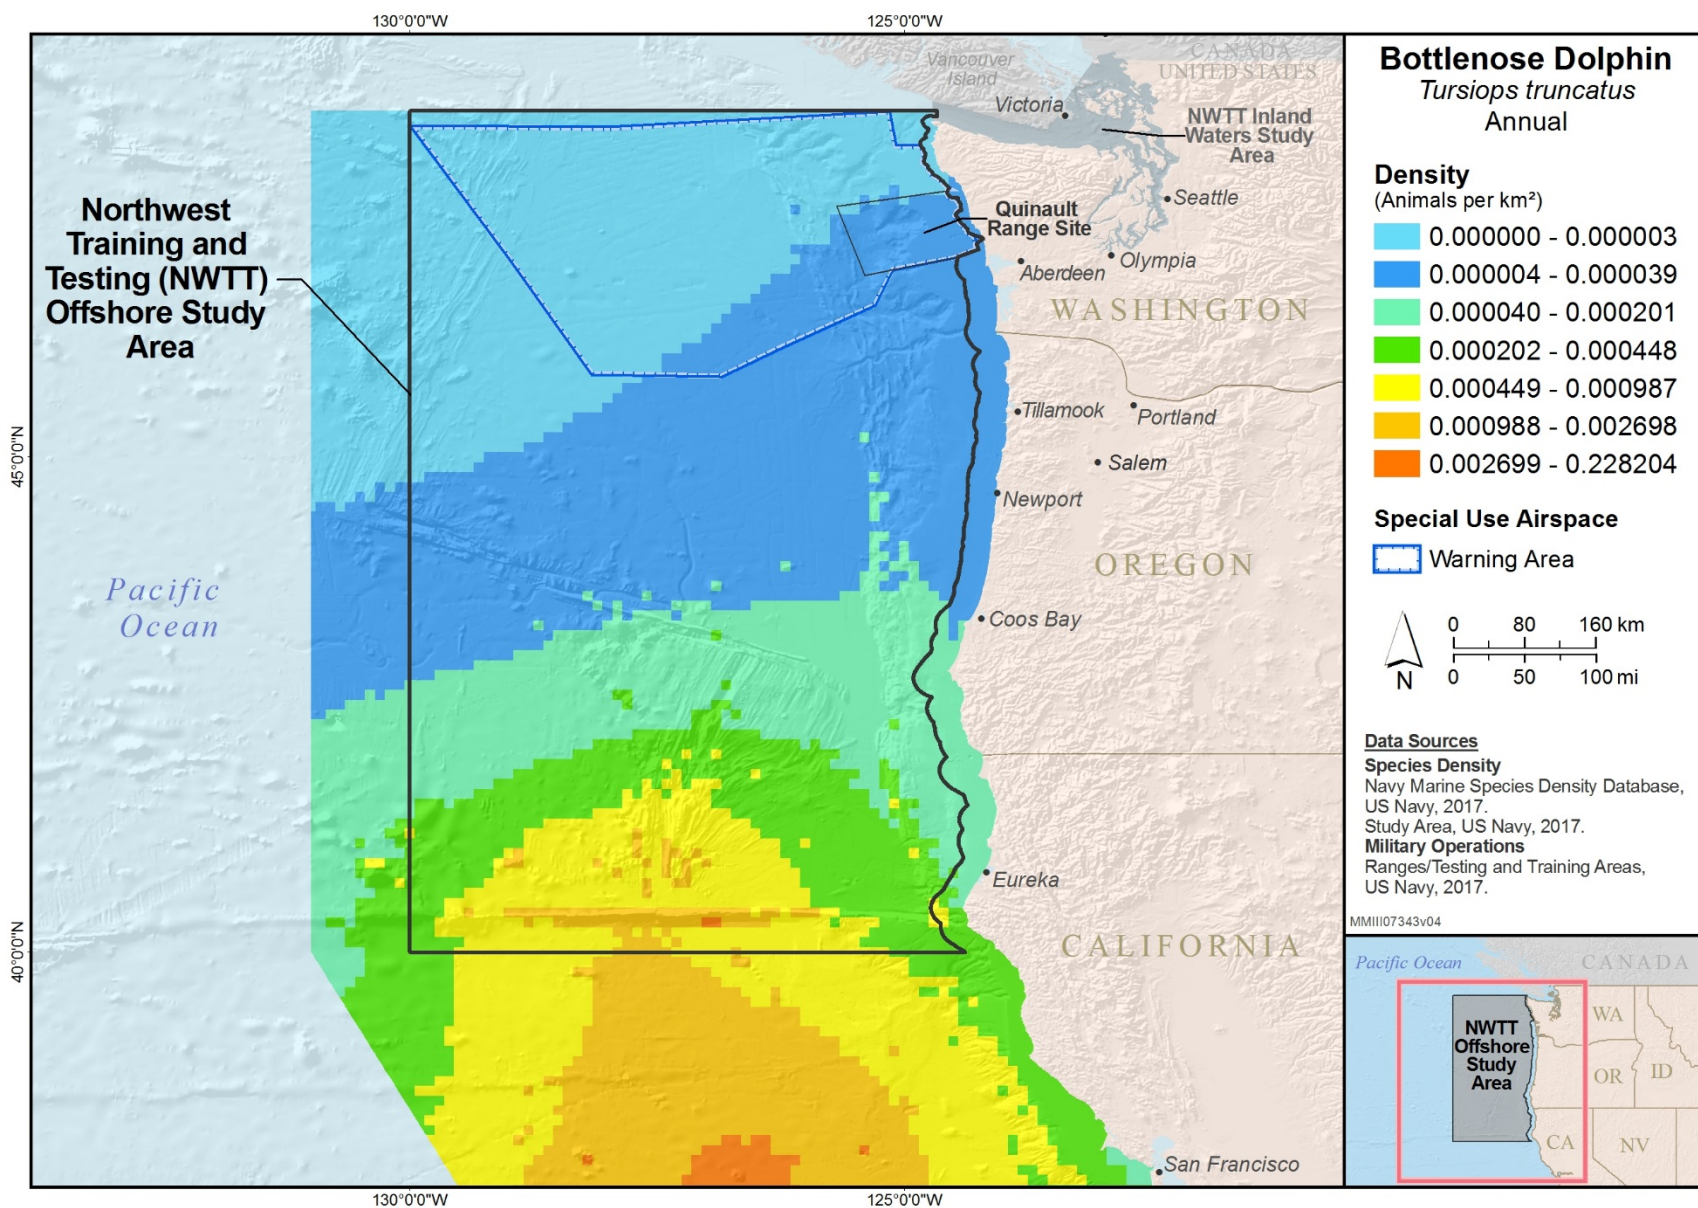 130°0'0"W
125°0'0"W
45°0'0"N
40°0'0"N
130°0'0"W
125°0'0"W
Northwest
Training and
Testing (NWTT)
Offshore Study
Area
Pacific
Ocean
Vancouver
Island
CANADA
UNITED STATES
Victoria
NWTT Inland
Waters Study
Area
Seattle
Quinault
Range Site
Aberdeen
Olympia
WASHINGTON
Tillamook
Portland
Salem
Newport
OREGON
Coos Bay
Eureka
CALIFORNIA
San Francisco
Bottlenose Dolphin
Tursiops truncatus
Annual
Density
(Animals per km²)
0.000000 - 0.000003
0.000004 - 0.000039
0.000040 - 0.000201
0.000202 - 0.000448
0.000449 - 0.000987
0.000988 - 0.002698
0.002699 - 0.228204
Special Use Airspace
Warning Area
N
0 80 160 km
0 50 100 mi
Data Sources
Species Density
Navy Marine Species Density Database,
US Navy, 2017.
Study Area, US Navy, 2017.
Military Operations
Ranges/Testing and Training Areas,
US Navy, 2017.
MMIII07343v04
Pacific Ocean
CANADA
NWTT
Offshore
Study
Area
WA
OR
ID
CA
NV